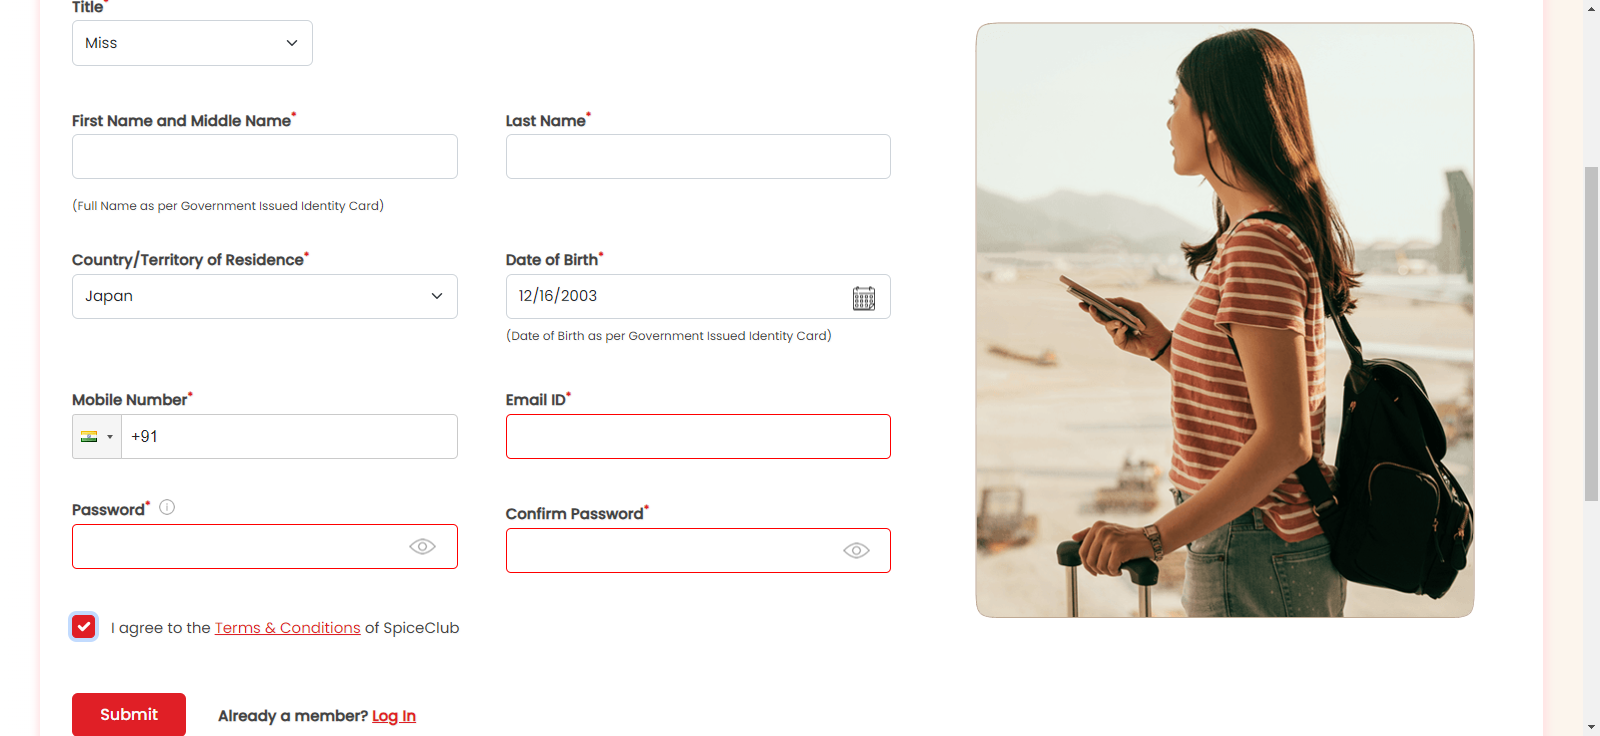 Title*
Miss
First Name and Middle Name*
Last Name*
(Full Name as per Government Issued Identity Card)
Country/Territory of Residence*
Date of Birth*
Japan
12/16/2003
(Date of Birth as per Government Issued Identity Card)
Mobile Number*
Email ID*
+91
Password*
Confirm Password*
I agree to the Terms & Conditions of SpiceClub
Submit
Already a member? Log In